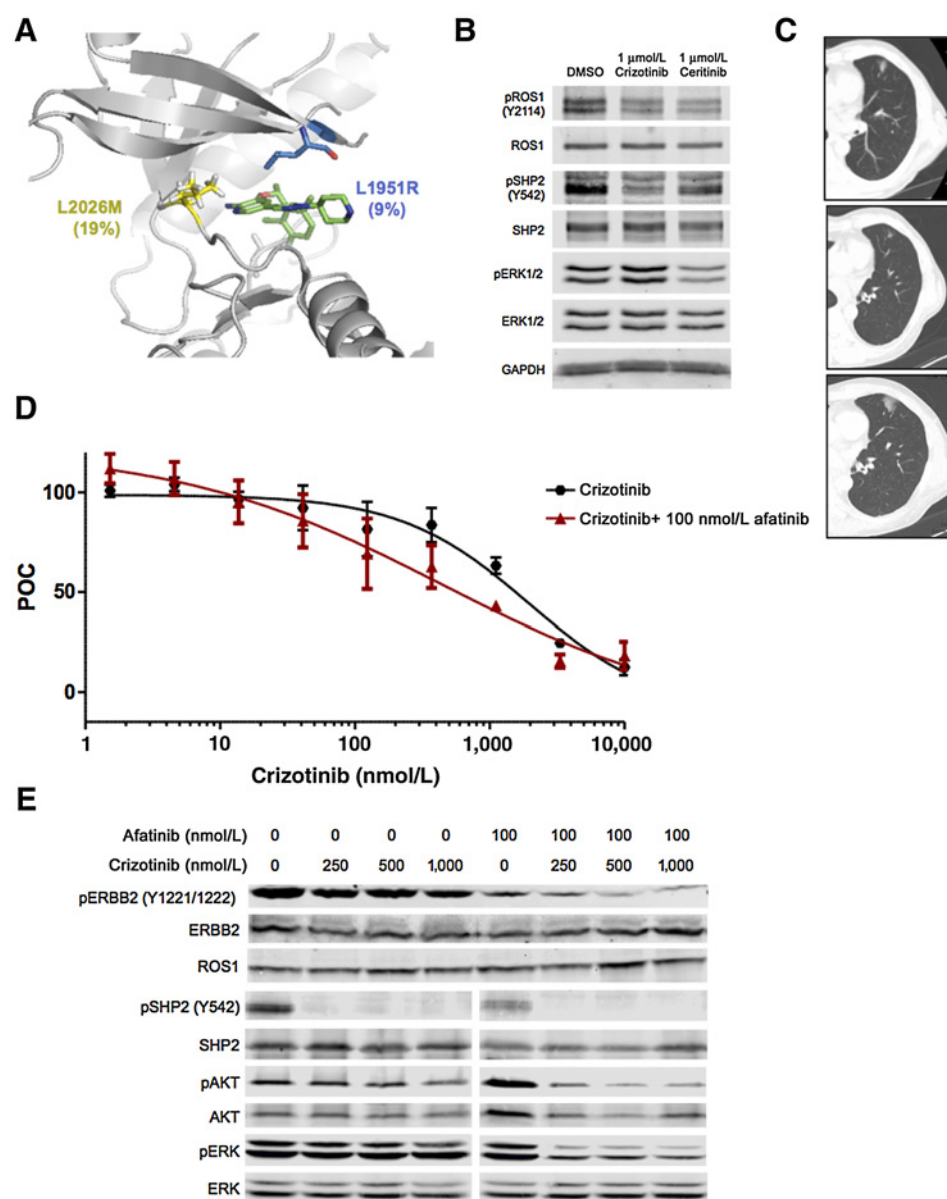 A
L2026M
(19%)
L1951R
(9%)
B
DMSO
1 μmol/L
Crizotinib
1 μmol/L
Ceritinib
pROS1
(Y2114)
ROS1
pSHP2
(Y542)
SHP2
pERK1/2
ERK1/2
GAPDH
C
D
POC
100
50
0
1
10
100
1,000
10,000
Crizotinib (nmol/L)
Crizotinib
Crizotinib+ 100 nmol/L afatinib
E
Afatinib (nmol/L) 0 0 0 0 100 100 100 100
Crizotinib (nmol/L) 0 250 500 1,000 0 250 500 1,000
pERBB2 (Y1221/1222)
ERBB2
ROS1
pSHP2 (Y542)
SHP2
pAKT
AKT
pERK
ERK